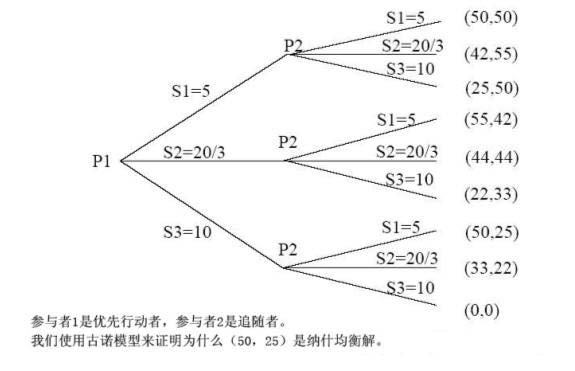 S1=5
(50,50)
P2
S2=20/3
(42,55)
S3=10
(25,50)
S1=5
S1=5
(55,42)
P2
P1
S2=20/3
S2=20/3
(44,44)
S3=10
(22,33)
S3=10
S1=5
(50,25)
P2
S2=20/3
(33,22)
S3=10
(0,0)
参与者1是优先行动者，参与者2是追随者。
我们使用古诺模型来证明为什么（50，25）是纳什均衡解。